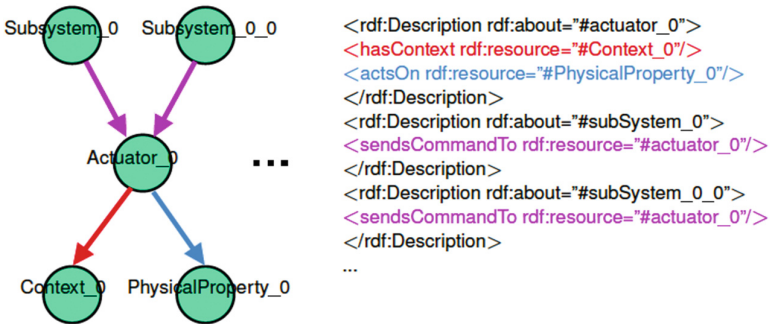 Subsystem_0 Subsystem_0_0
Actuator_0
...
Context_0 PhysicalProperty_0
<rdf:Description rdf:about="#actuator_0">
<hasContext rdf:resource="#Context_0"/>
<actsOn rdf:resource="#PhysicalProperty_0"/>
</rdf:Description>
<rdf:Description rdf:about="#subSystem_0">
<sendsCommandTo rdf:resource="#actuator_0"/>
</rdf:Description>
<rdf:Description rdf:about="#subSystem_0_0">
<sendsCommandTo rdf:resource="#actuator_0"/>
</rdf:Description>
...